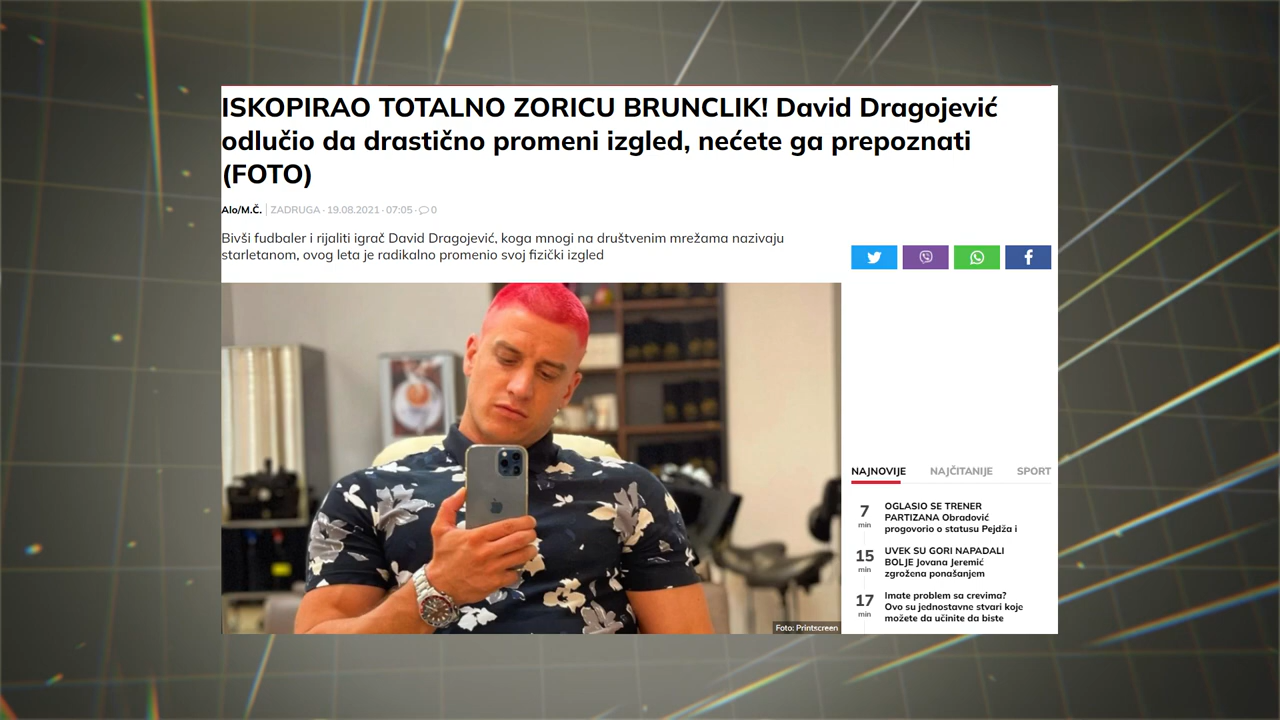 ISKOPIRAO TOTALNO ZORICU BRUNCLIK! David Dragojević
odlučio da drastično promeni izgled, nećete ga prepoznati
(FOTO)
Alo/M.Č. | ZADRUGA - 19.08.2021 - 07:05 - 0
Bivši fudbaler i rijaliti igrač David Dragojević, koga mnogi na društvenim mrežama nazivaju
starletanom, ovog leta je radikalno promenio svoj fizički izgled
Foto: Printscreen
NAJNOVIJE NAJČITANIJE SPORT
7 min
OGLASIO SE TRENER
PARTIZANA Obradović
progovorio o statusu Pejdža i
15 min
UVEK SU GORI NAPADALI
BOLJE Jovana Jeremić
zgrožena ponašanjem
17 min
Imate problem sa crevima?
Ovo su jednostavne stvari koje
možete da učinite da biste